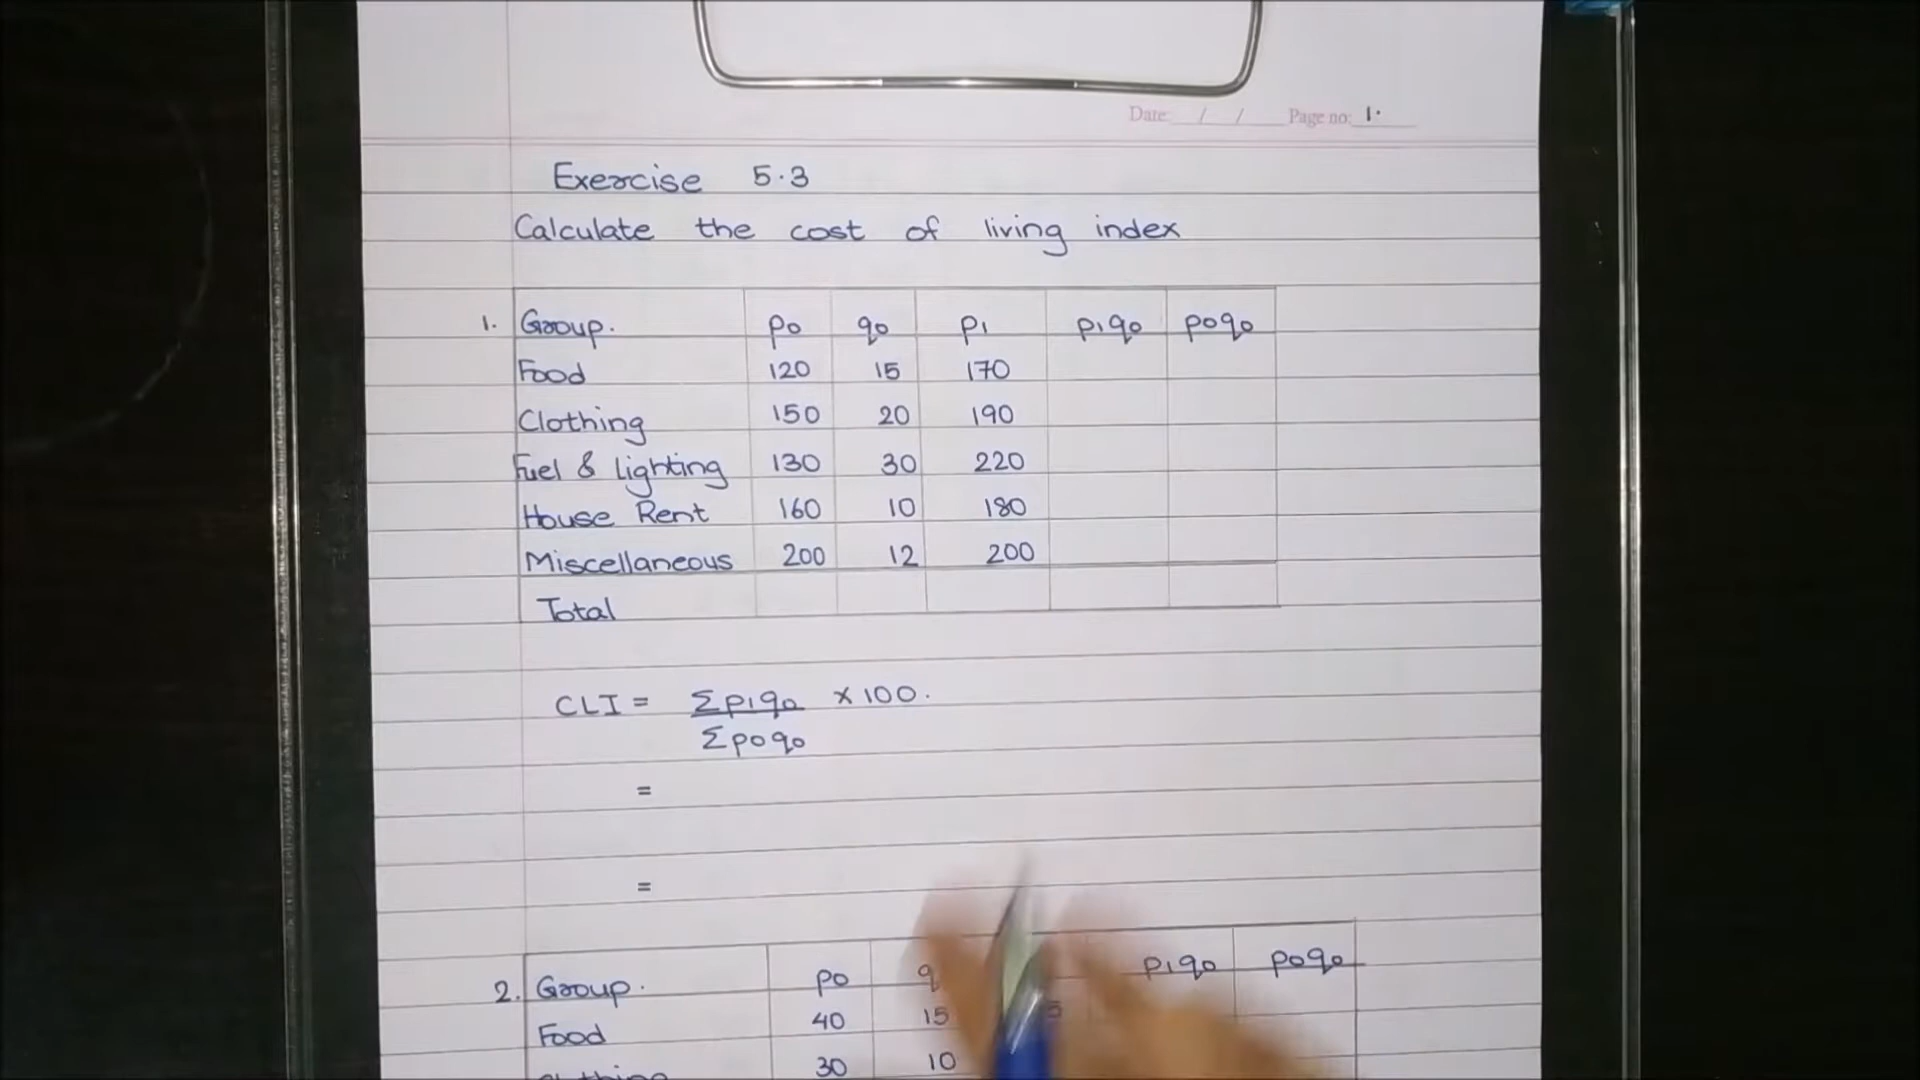 Date / / Page no: 1.
Exercise 5.3
Calculate the cost of living index
1. Group. p0 q0 p1 p1q0 p0q0
Food 120 15 170
Clothing 150 20 190
Fuel & lighting 130 30 220
House Rent 160 10 180
Miscellaneous 200 12 200
Total
CLI = Σp1q0 ×100.
Σp0q0
=
=
2. Group. p0 p1q0 p0q0
Food 40 15
30 10